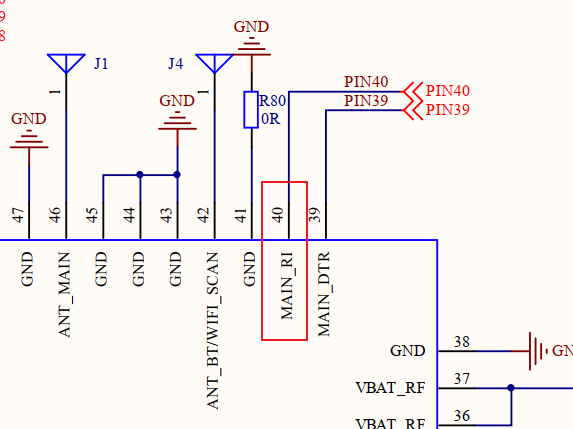 9
8
GND
J1
J4
1
1
GND
GND
R80
0R
PIN40
PIN40
PIN39
PIN39
47
46
45
44
43
42
41
40
39
GND
ANT_MAIN
GND
GND
GND
ANT_BT/WIFI_SCAN
GND
MAIN_RI
MAIN_DTR
GND
38
GN
VBAT_RF
37
VBAT_RF
36